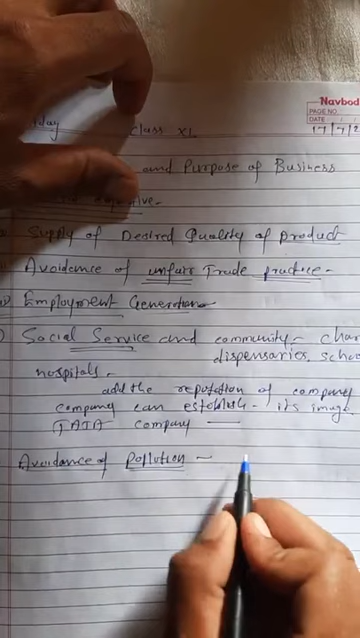 Navbod
PAGE NO.
DATE / /
17/7/2
day class XI.
and Purpose of Business
Supply of Desired Quality of Product
Avoidance of unfair Trade practice-
Employment Generation
Social Service and community- char
dispensaries, schoo
hospitals.
add the reputation of company
company can establish- its image
TATA company —
Avoidance of Pollution -